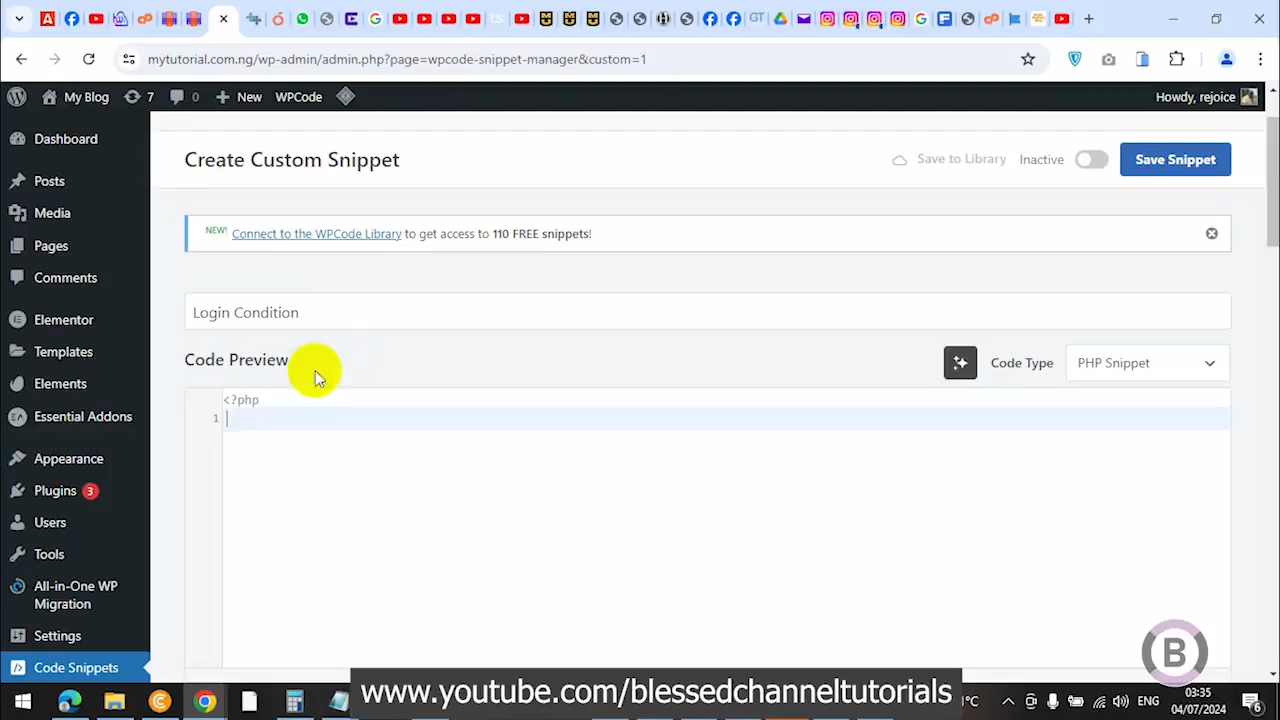 mytutorial.com.ng/wp-admin/admin.php?page=wpcode-snippet-manager&custom=1
My Blog 7 0 New WPCode
Howdy, rejoice
Dashboard
Posts
Media
Pages
Comments
Elementor
Templates
Elements
Essential Addons
Appearance
Plugins 3
Users
Tools
All-in-One WP
Migration
Settings
Code Snippets
Create Custom Snippet
Save to Library Inactive Save Snippet
NEW! Connect to the WPCode Library to get access to 110 FREE snippets!
Login Condition
Code Preview
Code Type PHP Snippet
<?php
1
B
www.youtube.com/blessedchanneltutorials
°C
ENG
03:35
04/07/2024
6